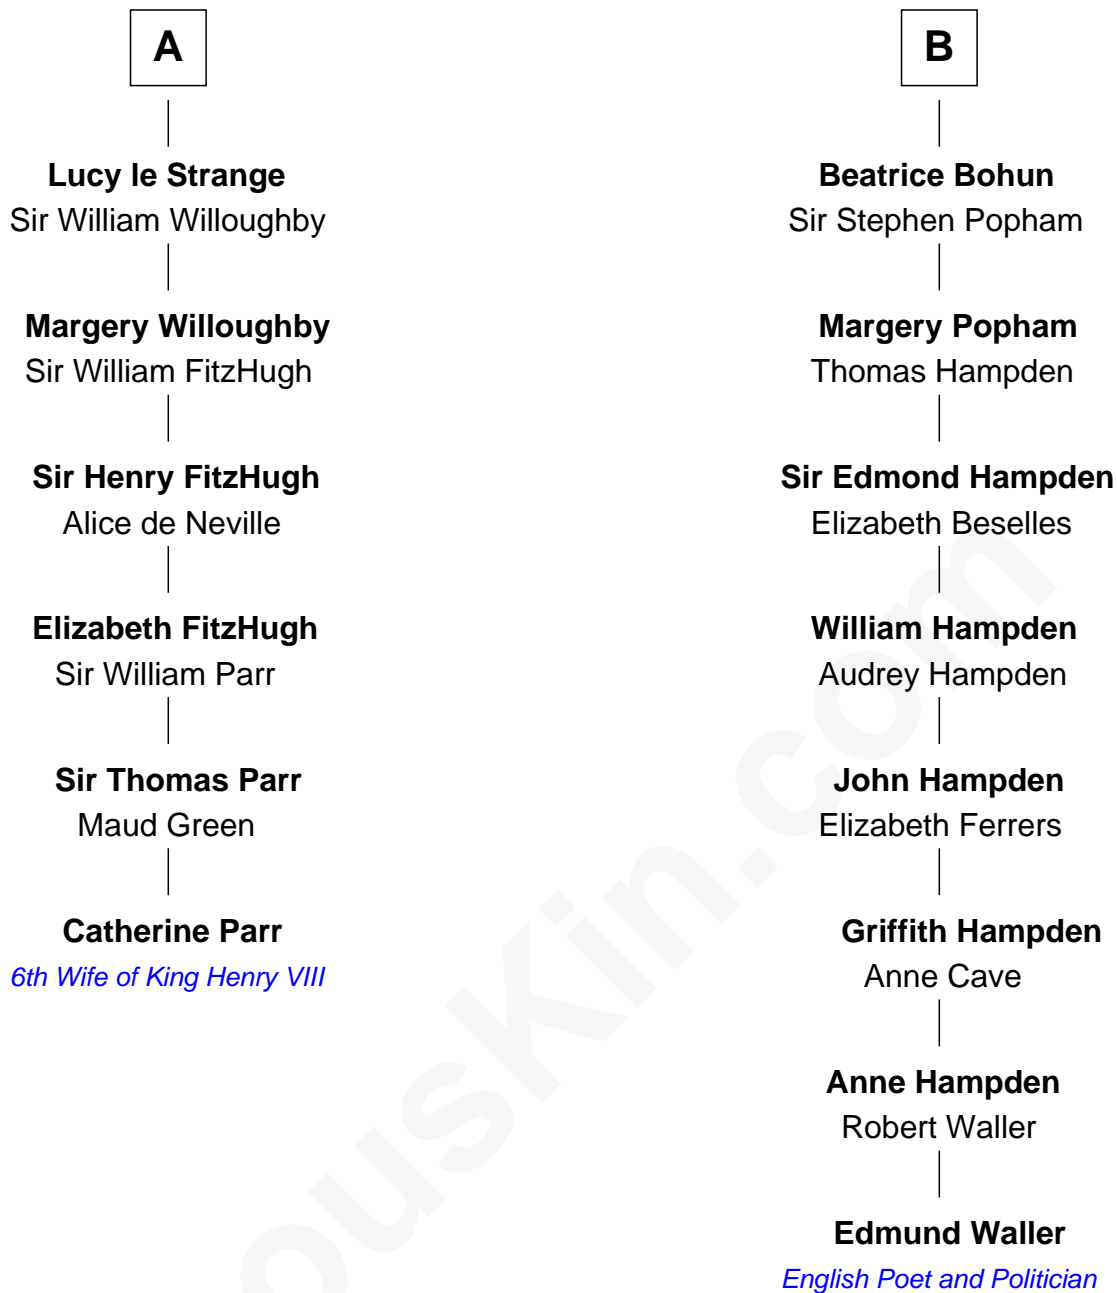 A
Lucy le Strange
Sir William Willoughby
Margery Willoughby
Sir William FitzHugh
Sir Henry FitzHugh
Alice de Neville
Elizabeth FitzHugh
Sir William Parr
Sir Thomas Parr
Maud Green
Catherine Parr
6th Wife of King Henry VIII
B
Beatrice Bohun
Sir Stephen Popham
Margery Popham
Thomas Hampden
Sir Edmond Hampden
Elizabeth Beselles
William Hampden
Audrey Hampden
John Hampden
Elizabeth Ferrers
Griffith Hampden
Anne Cave
Anne Hampden
Robert Waller
Edmund Waller
English Poet and Politician
ousKin.com